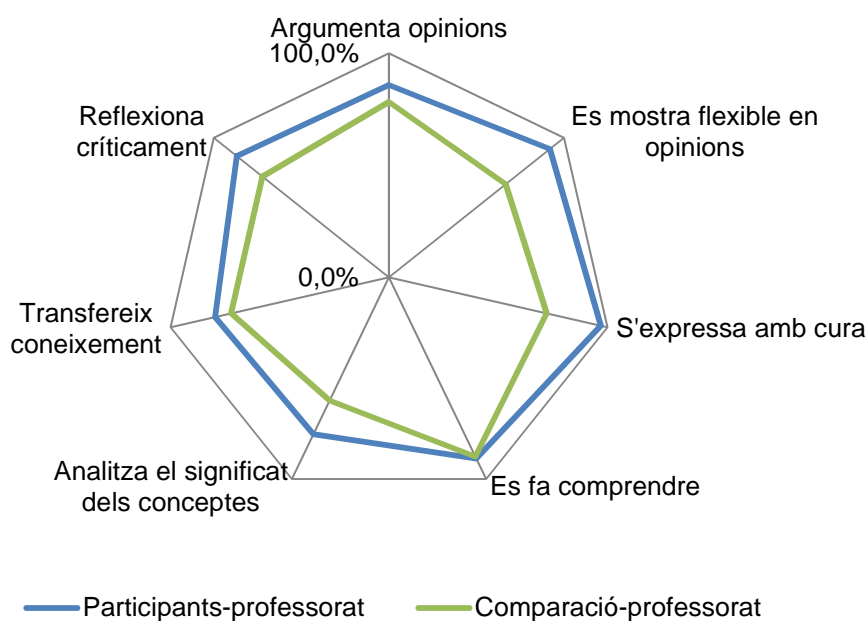 Argumenta opinions
100,0%
Es mostra flexible en
opinions
S'expressa amb cura
Es fa comprendre
Analitza el significat
dels conceptes
Transfereix
coneixement
Reflexiona
críticament
0,0%
Participants-professorat
Comparació-professorat